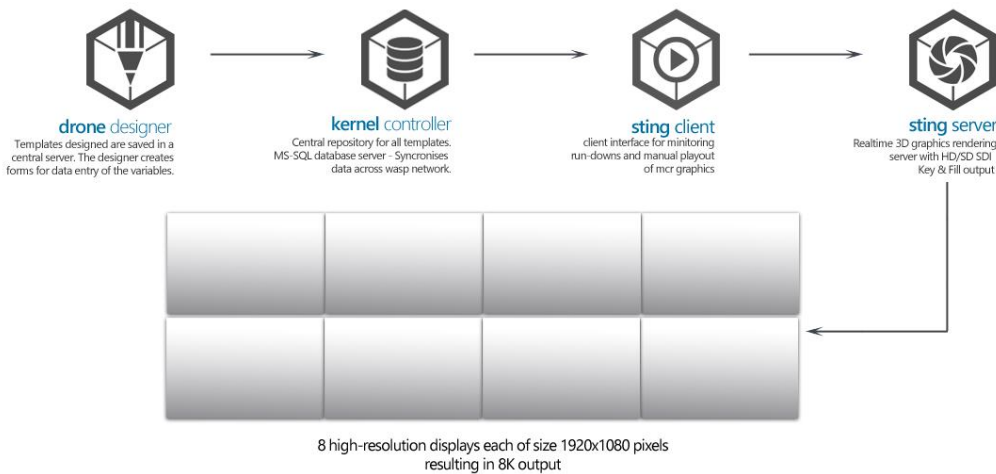 drone designer
Templates designed are saved in a
central server. The designer creates
forms for data entry of the variables.
kernel controller
Central repository for all templates.
MS-SQL database server - Syncronises
data across wasp network.
sting client
client interface for minitoring
run-downs and manual playout
of mcr graphics
sting server
Realtime 3D graphics rendering
server with HD/SD SDI
Key & Fill output
8 high-resolution displays each of size 1920x1080 pixels
resulting in 8K output